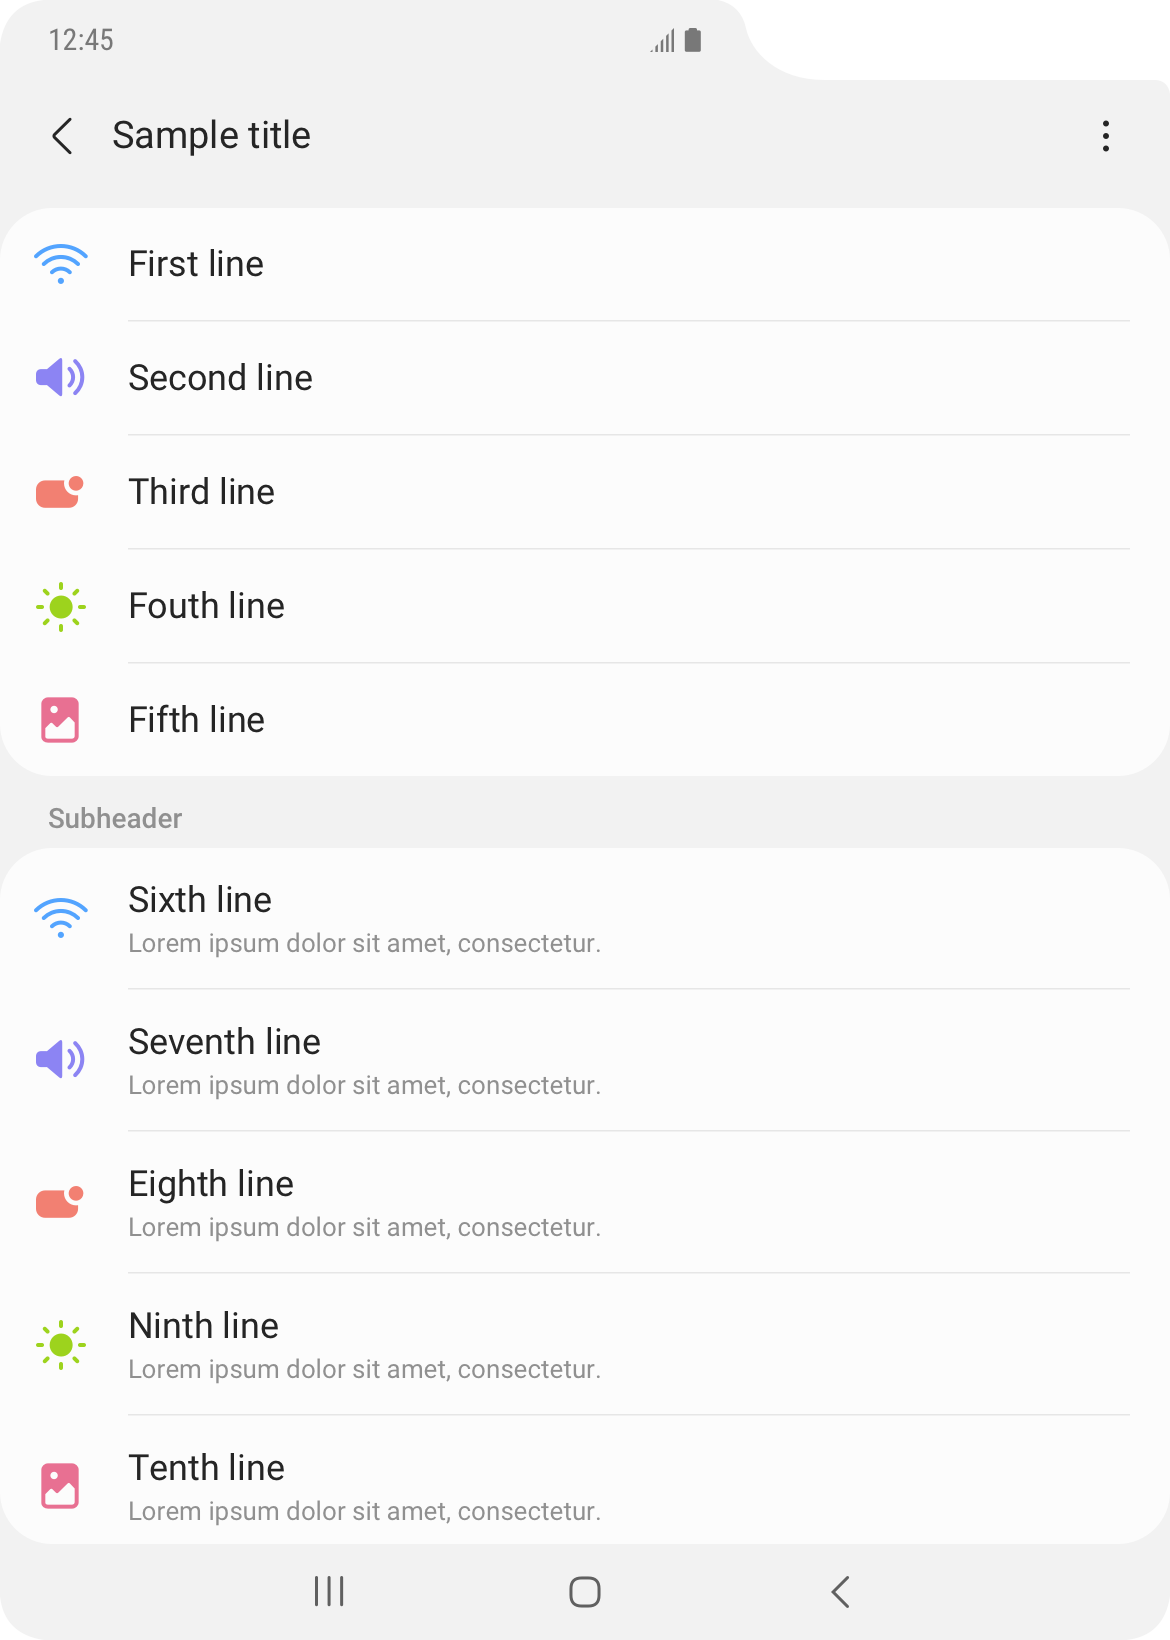 12:45
Sample title
First line
Second line
Third line
Fouth line
Fifth line
Subheader
Sixth line
Lorem ipsum dolor sit amet, consectetur.
Seventh line
Lorem ipsum dolor sit amet, consectetur.
Eighth line
Lorem ipsum dolor sit amet, consectetur.
Ninth line
Lorem ipsum dolor sit amet, consectetur.
Tenth line
Lorem ipsum dolor sit amet, consectetur.